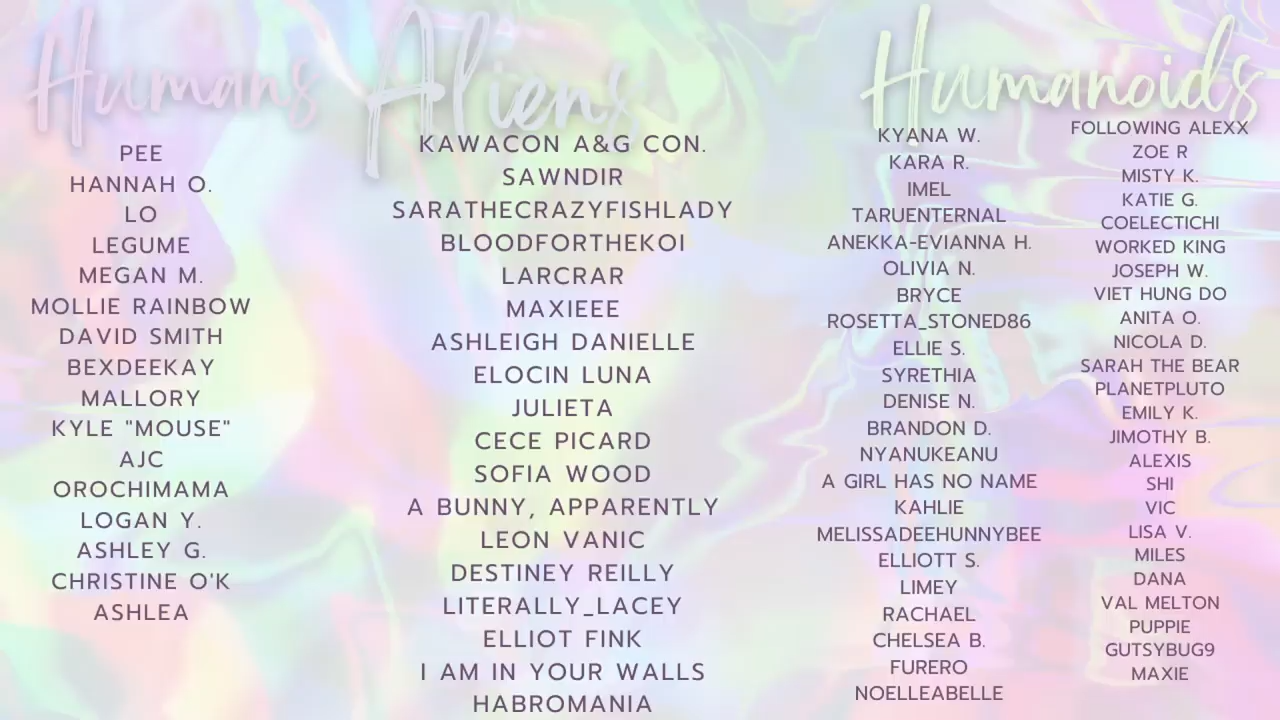 Humans
PEE
HANNAH O.
LO
LEGUME
MEGAN M.
MOLLIE RAINBOW
DAVID SMITH
BEXDEEKAY
MALLORY
KYLE "MOUSE"
AJC
OROCHIMAMA
LOGAN Y.
ASHLEY G.
CHRISTINE O'K
ASHLEA
Aliens
KAWACON A&G CON.
SAWNDIR
SARATHECRAZYFISHLADY
BLOODFORTHEKOI
LARCRAR
MAXIEEE
ASHLEIGH DANIELLE
ELOCIN LUNA
JULIETA
CECE PICARD
SOFIA WOOD
A BUNNY, APPARENTLY
LEON VANIC
DESTINEY REILLY
LITERALLY_LACEY
ELLIOT FINK
I AM IN YOUR WALLS
HABROMANIA
Humanoids
KYANA W.
KARA R.
IMEL
TARUENTERNAL
ANEKKA-EVIANNA H.
OLIVIA N.
BRYCE
ROSETTA_STONED86
ELLIE S.
SYRETHIA
DENISE N.
BRANDON D.
NYANUKEANU
A GIRL HAS NO NAME
KAHLIE
MELISSADEEHUNNYBEE
ELLIOTT S.
LIMEY
RACHAEL
CHELSEA B.
FURERO
NOELLEABELLE
FOLLOWING ALEXX
ZOE R
MISTY K.
KATIE G.
COELECTICHI
WORKED KING
JOSEPH W.
VIET HUNG DO
ANITA O.
NICOLA D.
SARAH THE BEAR
PLANETPLUTO
EMILY K.
JIMOTHY B.
ALEXIS
SHI
VIC
LISA V.
MILES
DANA
VAL MELTON
PUPPIE
GUTSYBUG9
MAXIE